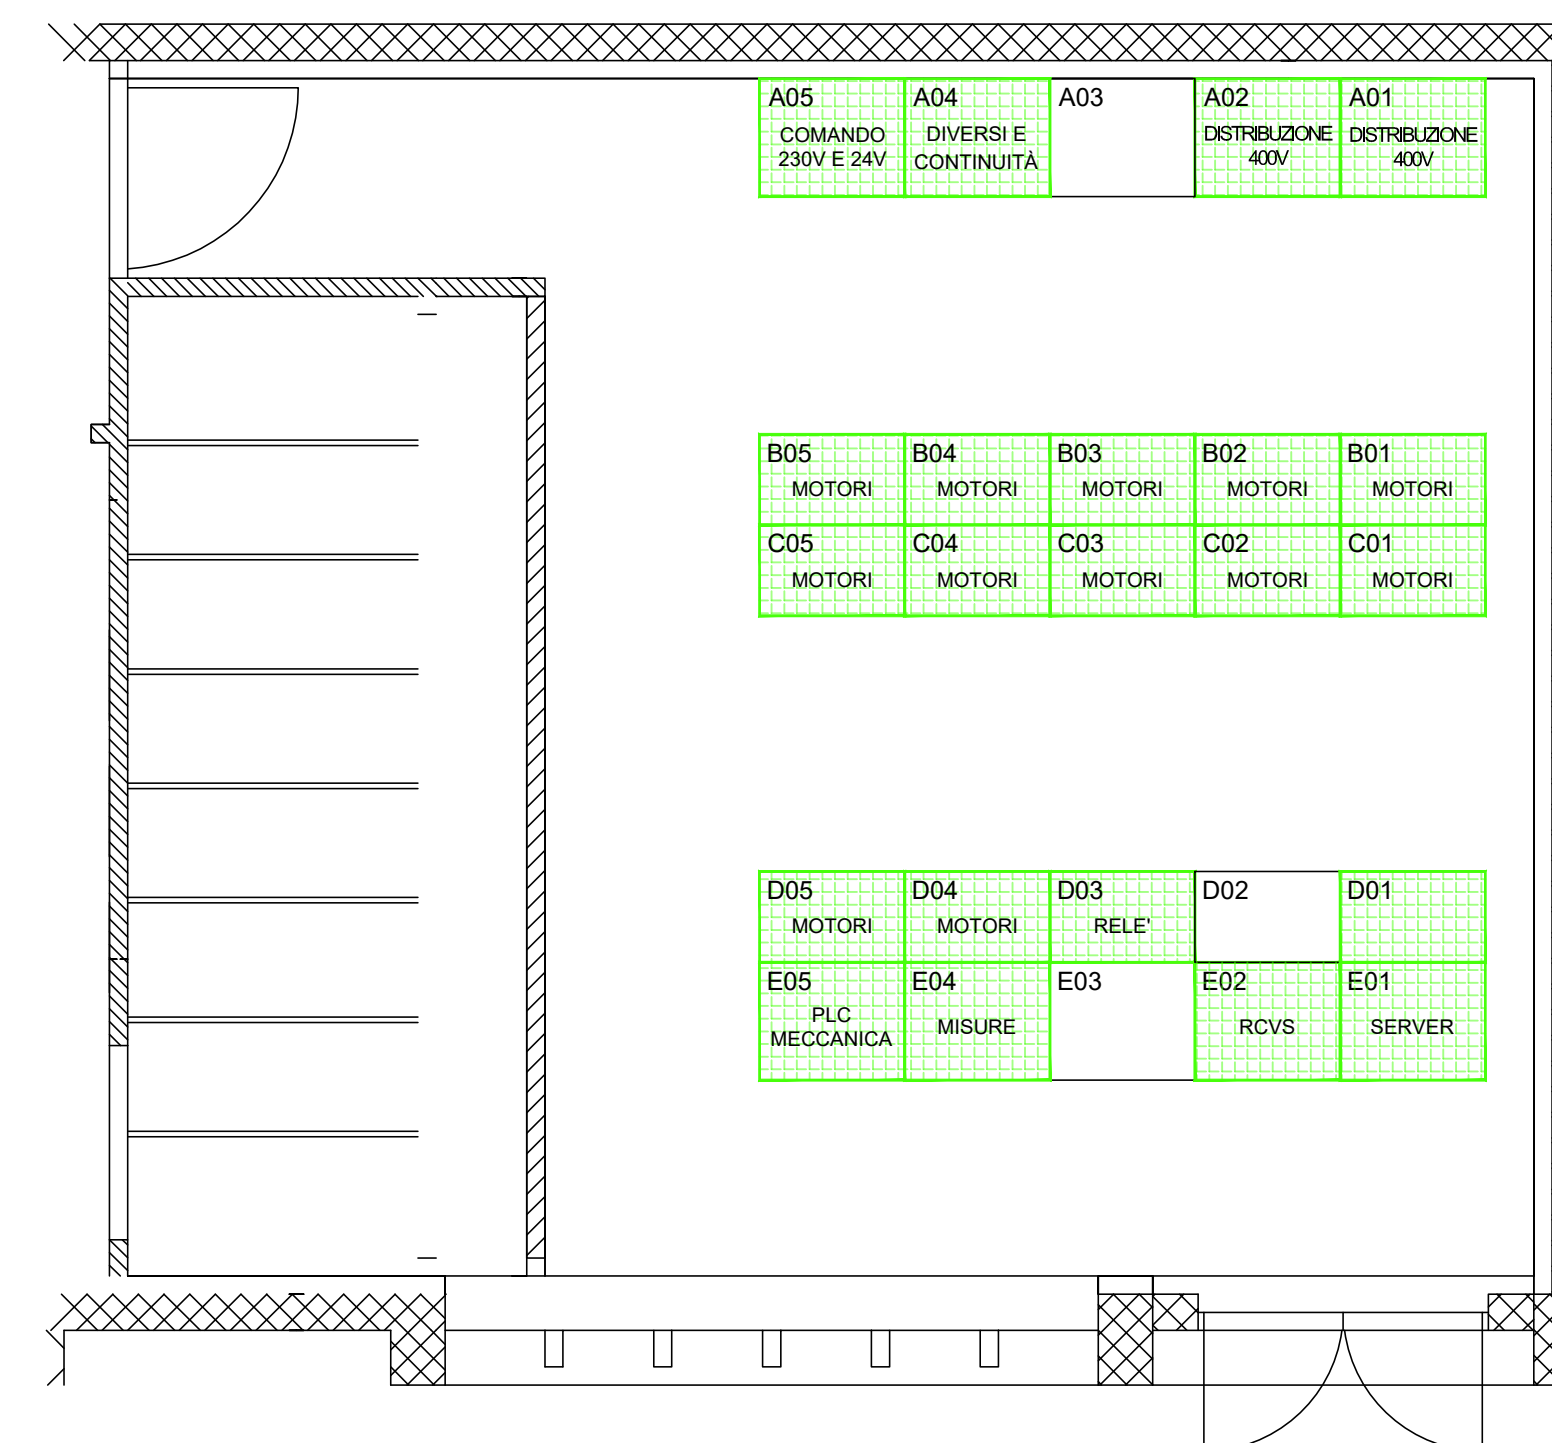 A05
COMANDO
230V E 24V
A04
DIVERSI E
CONTINUITÀ
A03
A02
DISTRIBUZIONE
400V
A01
DISTRIBUZIONE
400V
B05
MOTORI
B04
MOTORI
B03
MOTORI
B02
MOTORI
B01
MOTORI
C05
MOTORI
C04
MOTORI
C03
MOTORI
C02
MOTORI
C01
MOTORI
D05
MOTORI
D04
MOTORI
D03
RELE'
D02
D01
E05
PLC
MECCANICA
E04
MISURE
E03
E02
RCVS
E01
SERVER